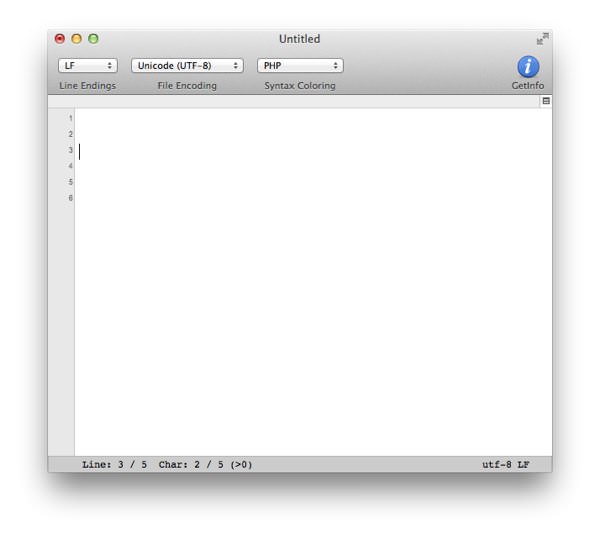 Untitled
LF Unicode (UTF-8) PHP
Line Endings File Encoding Syntax Coloring GetInfo
1
2
3
4
5
6
Line: 3 / 5 Char: 2 / 5 (>0) utf-8 LF